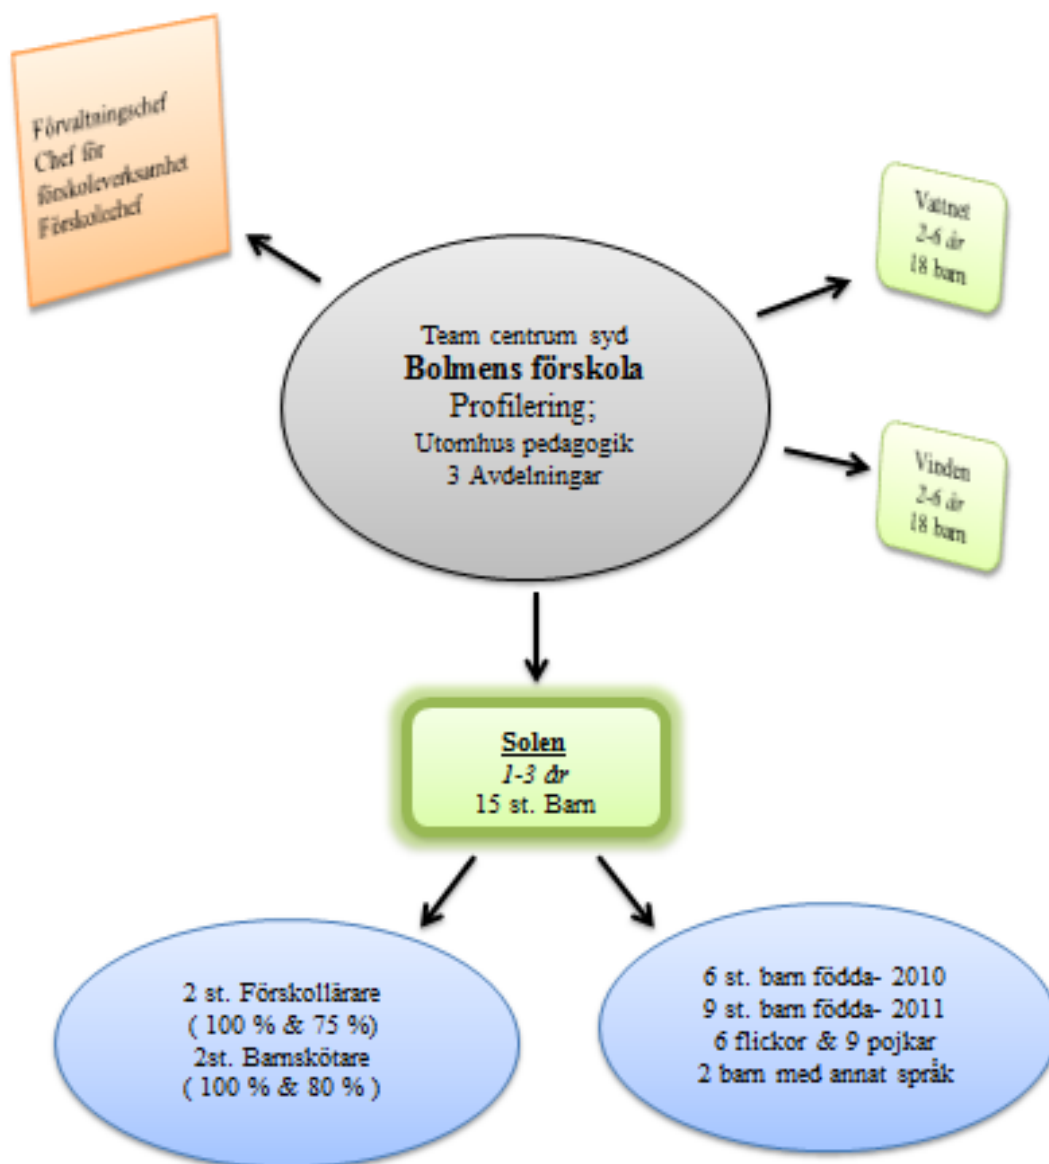 Förvaltningschef
Chef för
förskoleverksamhet
Förskolechef
Vattnet
2-6 år
18 barn
Team centrum syd
Bolmens förskola
Profilering;
Utomhus pedagogik
3 Avdelningar
Vinden
2-6 år
18 barn
Solen
1-3 år
15 st. Barn
2 st. Förskollärare
( 100 % & 75 %)
2st. Barnskötare
( 100 % & 80 % )
6 st. barn födda- 2010
9 st. barn födda- 2011
6 flickor & 9 pojkar
2 barn med annat språk